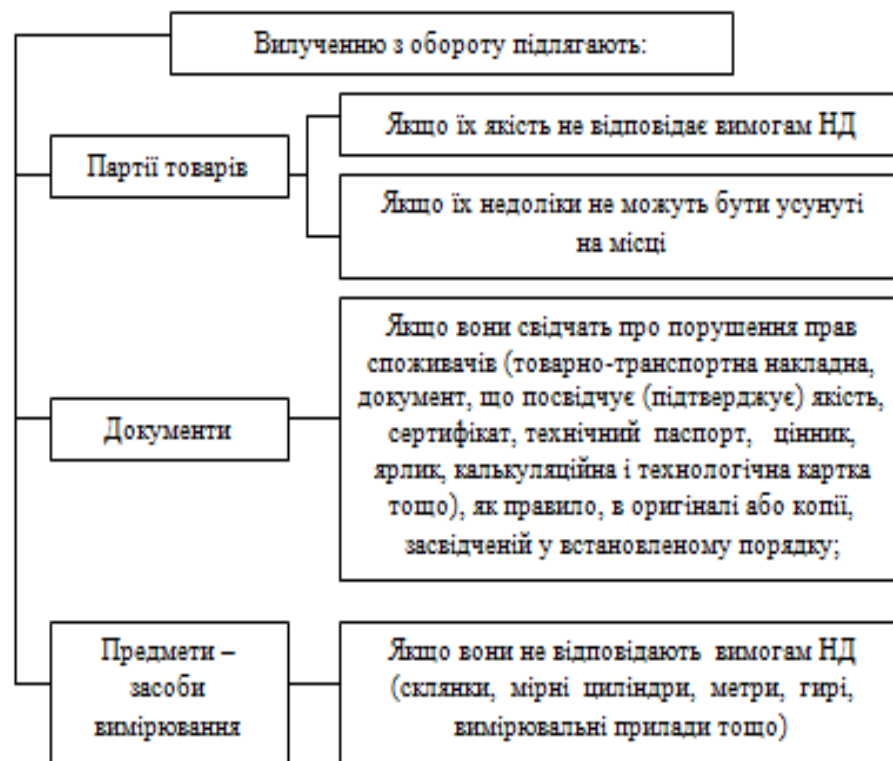 Вилученню з обороту підлягають:
Партії товарів
Якщо їх якість не відповідає вимогам НД
Якщо їх недоліки не можуть бути усунуті
на місці
Документи
Якщо вони свідчать про порушення прав
споживачів (товарно-транспортна накладна,
документ, що посвідчує (підтверджує) якість,
сертифікат, технічний паспорт, цінник,
ярлик, калькуляційна і технологічна картка
тощо), як правило, в оригіналі або копії,
засвідченій у встановленому порядку;
Предмети –
засоби
вимірювання
Якщо вони не відповідають вимогам НД
(склянки, мірні циліндри, метри, гирі,
вимірювальні прилади тощо)